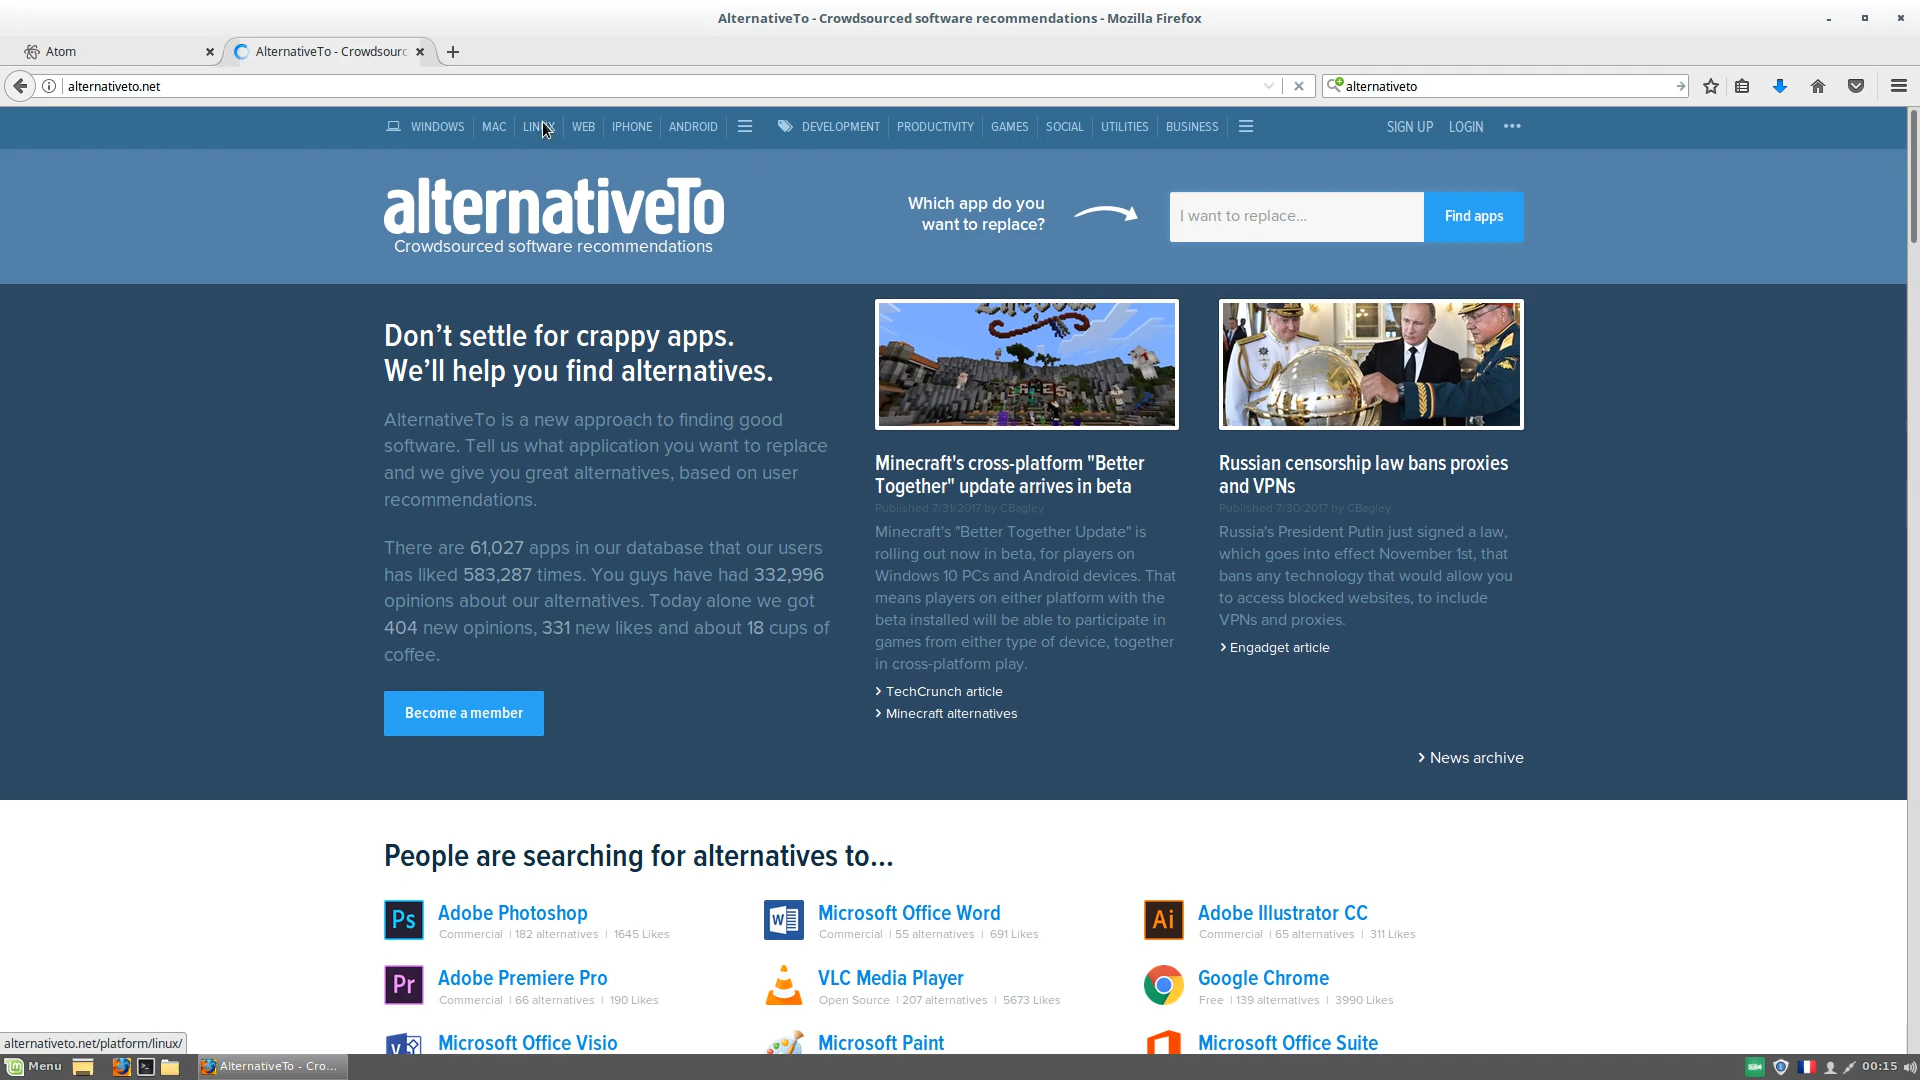 AlternativeTo - Crowdsourced software recommendations - Mozilla Firefox
Atom
AlternativeTo - Crowdsourc
alternativeto.net
alternativeto
WINDOWS MAC LINUX WEB IPHONE ANDROID DEVELOPMENT PRODUCTIVITY GAMES SOCIAL UTILITIES BUSINESS SIGN UP LOGIN
alternativeTo
Crowdsourced software recommendations
Which app do you
want to replace?
I want to replace...
Find apps
Don't settle for crappy apps.
We'll help you find alternatives.
AlternativeTo is a new approach to finding good
software. Tell us what application you want to replace
and we give you great alternatives, based on user
recommendations.
There are 61,027 apps in our database that our users
has liked 583,287 times. You guys have had 332,996
opinions about our alternatives. Today alone we got
404 new opinions, 331 new likes and about 18 cups of
coffee.
Become a member
Minecraft's cross-platform "Better
Together" update arrives in beta
Published 7/31/2017 by CBagley
Minecraft's "Better Together Update" is
rolling out now in beta, for players on
Windows 10 PCs and Android devices. That
means players on either platform with the
beta installed will be able to participate in
games from either type of device, together
in cross-platform play.
> TechCrunch article
> Minecraft alternatives
Russian censorship law bans proxies
and VPNs
Published 7/30/2017 by CBagley
Russia's President Putin just signed a law,
which goes into effect November 1st, that
bans any technology that would allow you
to access blocked websites, to include
VPNs and proxies.
> Engadget article
> News archive
People are searching for alternatives to...
Ps
Adobe Photoshop
Commercial | 182 alternatives | 1645 Likes
W
Microsoft Office Word
Commercial | 55 alternatives | 691 Likes
Ai
Adobe Illustrator CC
Commercial | 65 alternatives | 311 Likes
Pr
Adobe Premiere Pro
Commercial | 66 alternatives | 190 Likes
VLC Media Player
Open Source | 207 alternatives | 5673 Likes
Google Chrome
Free | 139 alternatives | 3990 Likes
V
Microsoft Office Visio
Microsoft Paint
Microsoft Office Suite
alternativeto.net/platform/linux/
Menu
AlternativeTo - Cro...
00:15